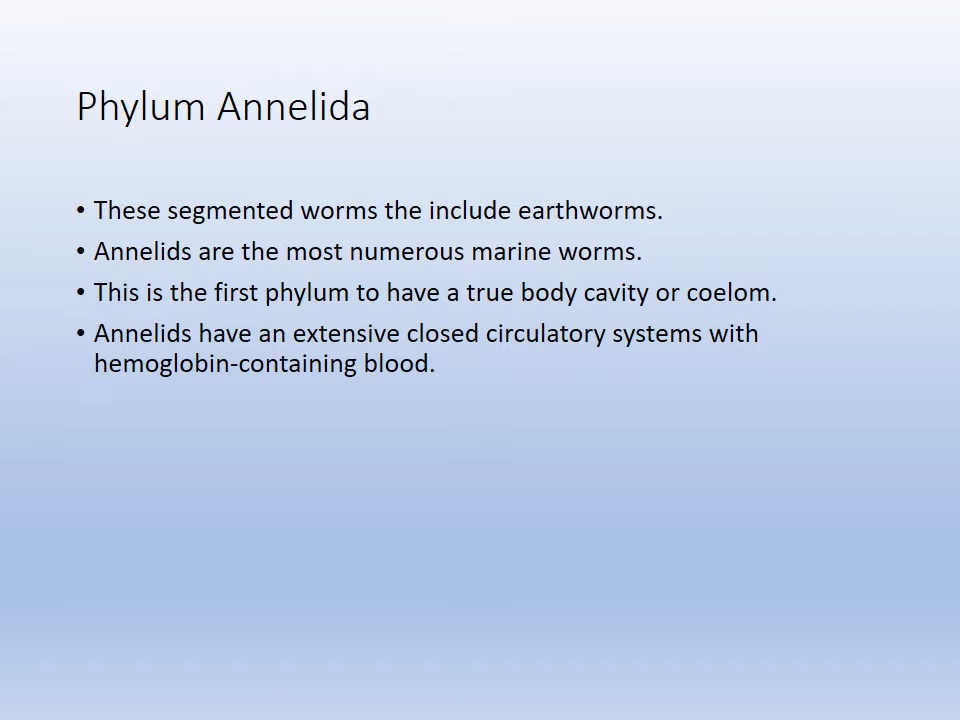 Phylum Annelida
• These segmented worms the include earthworms.
• Annelids are the most numerous marine worms.
• This is the first phylum to have a true body cavity or coelom.
• Annelids have an extensive closed circulatory systems with
hemoglobin-containing blood.